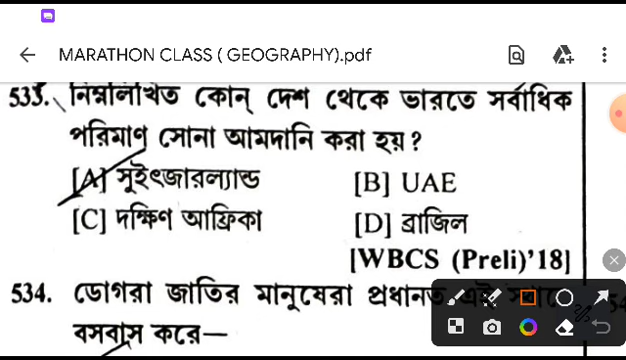 MARATHON CLASS ( GEOGRAPHY).pdf
533. নিম্নলিখিত কোন্ দেশ থেকে ভারতে সর্বাধিক
পরিমাণ সোনা আমদানি করা হয় ?
[A] সুইৎজারল্যান্ড [B] UAE
[C] দক্ষিণ আফ্রিকা [D] ব্রাজিল
[WBCS (Preli)'18]
534. ডোগরা জাতির মানুষেরা প্রধানত এই
বসবাস করে—